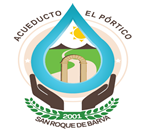 ACUEDUCTO EL PÓRTICO
2001
SAN ROQUE DE BARVA